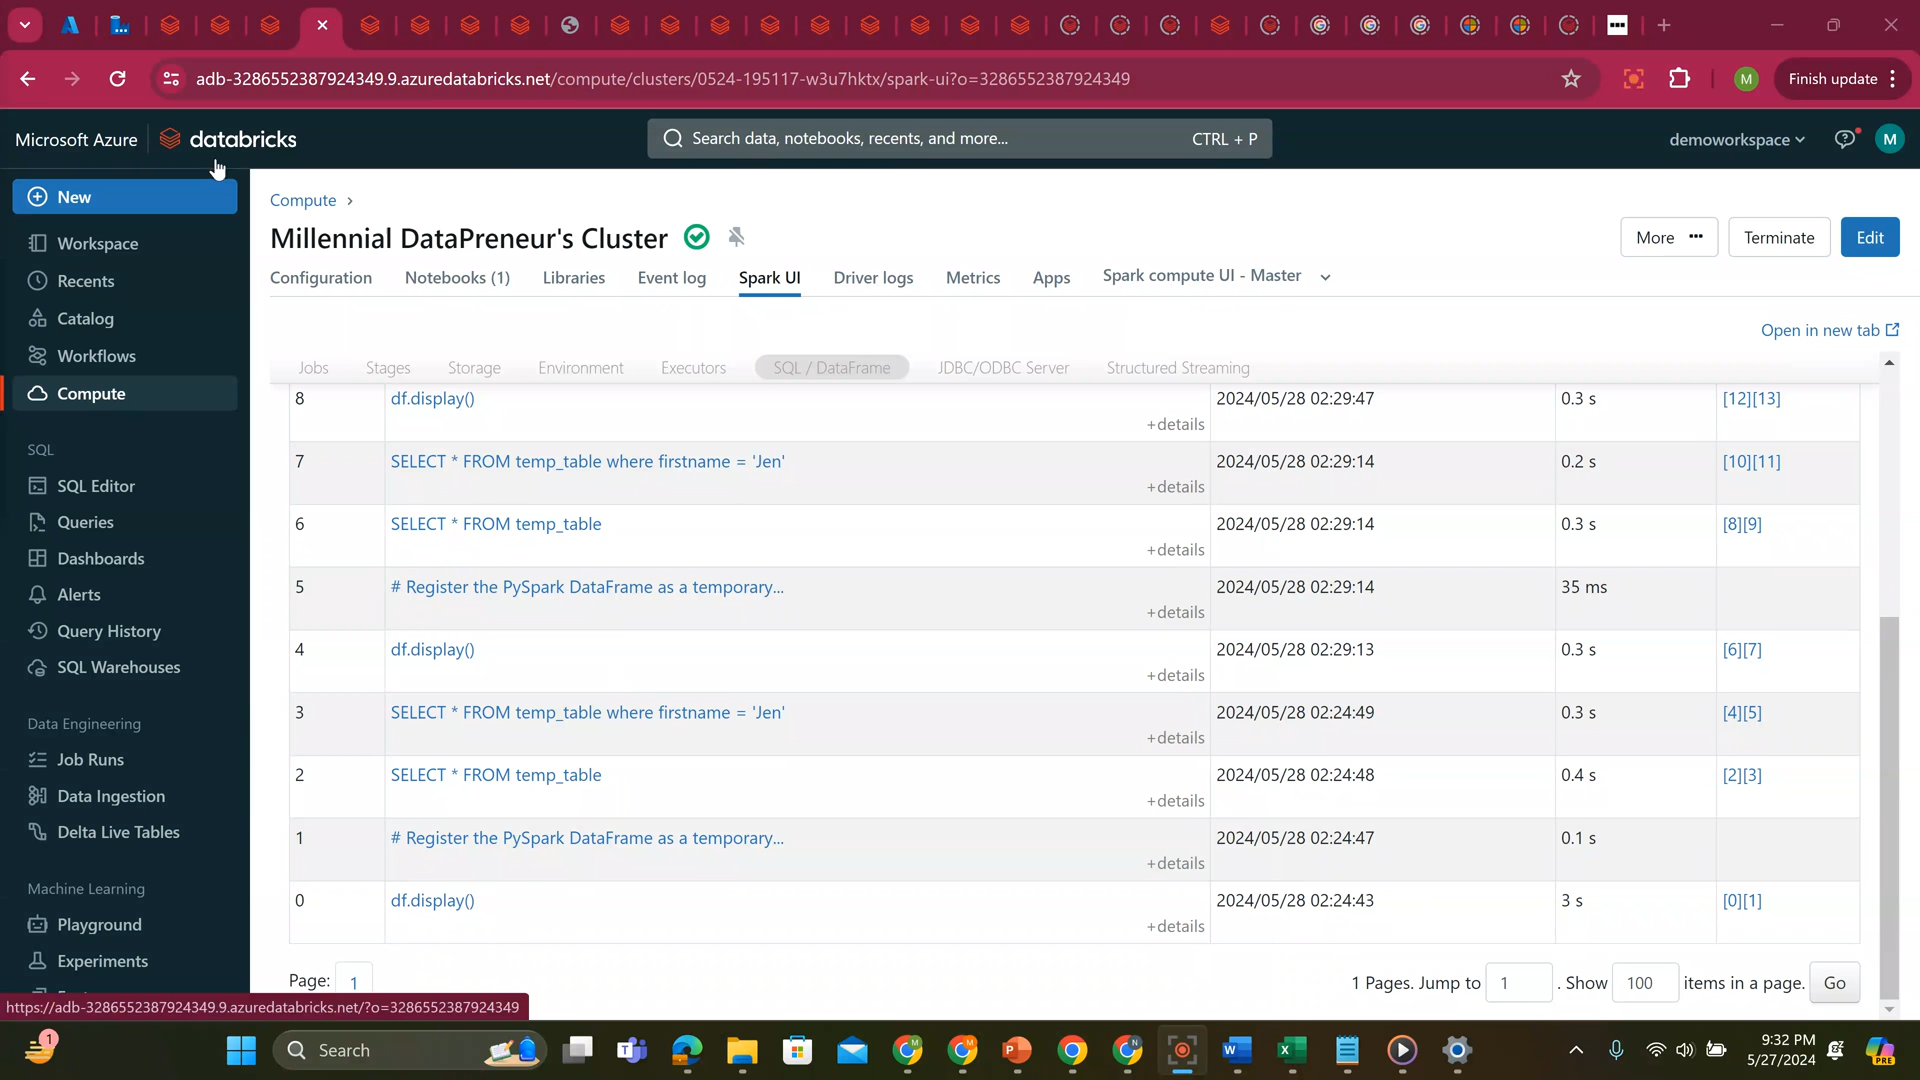 adb-3286552387924349.9.azuredatabricks.net/compute/clusters/0524-195117-w3u7hktx/spark-ui?o=3286552387924349
M
Finish update
Microsoft Azure
databricks
Search data, notebooks, recents, and more...
CTRL + P
demoworkspace
M
New
Workspace
Recents
Catalog
Workflows
Compute
SQL
SQL Editor
Queries
Dashboards
Alerts
Query History
SQL Warehouses
Data Engineering
Job Runs
Data Ingestion
Delta Live Tables
Machine Learning
Playground
Experiments
Compute ›
Millennial DataPreneur's Cluster
More
Terminate
Edit
Configuration
Notebooks (1)
Libraries
Event log
Spark UI
Driver logs
Metrics
Apps
Spark compute UI - Master
Open in new tab
Jobs
Stages
Storage
Environment
Executors
SQL / DataFrame
JDBC/ODBC Server
Structured Streaming
8 df.display() 2024/05/28 02:29:47 0.3 s [12][13]
+details
7 SELECT * FROM temp_table where firstname = 'Jen' 2024/05/28 02:29:14 0.2 s [10][11]
+details
6 SELECT * FROM temp_table 2024/05/28 02:29:14 0.3 s [8][9]
+details
5 # Register the PySpark DataFrame as a temporary... 2024/05/28 02:29:14 35 ms
+details
4 df.display() 2024/05/28 02:29:13 0.3 s [6][7]
+details
3 SELECT * FROM temp_table where firstname = 'Jen' 2024/05/28 02:24:49 0.3 s [4][5]
+details
2 SELECT * FROM temp_table 2024/05/28 02:24:48 0.4 s [2][3]
+details
1 # Register the PySpark DataFrame as a temporary... 2024/05/28 02:24:47 0.1 s
+details
0 df.display() 2024/05/28 02:24:43 3 s [0][1]
+details
Page: 1
1 Pages. Jump to 1 . Show 100 items in a page. Go
https://adb-3286552387924349.9.azuredatabricks.net/?o=3286552387924349
1
Search
9:32 PM
5/27/2024
PRE